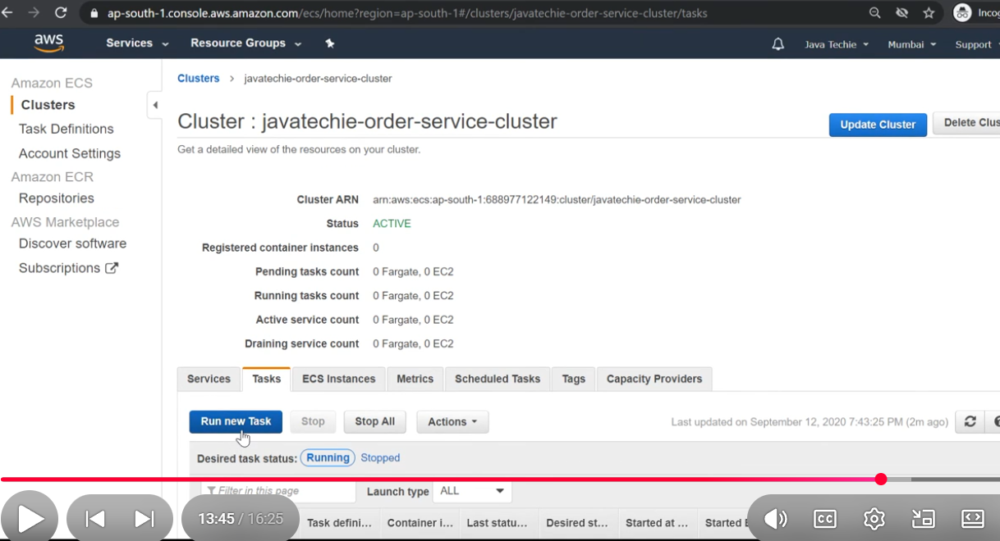 ap-south-1.console.aws.amazon.com/ecs/home?region=ap-south-1#/clusters/javatechie-order-service-cluster/tasks
Incog
aws
Services
Resource Groups
Java Techie
Mumbai
Support
Amazon ECS
Clusters
Task Definitions
Account Settings
Amazon ECR
Repositories
AWS Marketplace
Discover software
Subscriptions
Clusters > javatechie-order-service-cluster
Cluster : javatechie-order-service-cluster
Update Cluster
Delete Clus
Get a detailed view of the resources on your cluster.
Cluster ARN arn:aws:ecs:ap-south-1:688977122149:cluster/javatechie-order-service-cluster
Status ACTIVE
Registered container instances 0
Pending tasks count 0 Fargate, 0 EC2
Running tasks count 0 Fargate, 0 EC2
Active service count 0 Fargate, 0 EC2
Draining service count 0 Fargate, 0 EC2
Services Tasks ECS Instances Metrics Scheduled Tasks Tags Capacity Providers
Run new Task Stop Stop All Actions
Last updated on September 12, 2020 7:43:25 PM (2m ago)
Desired task status: Running Stopped
Filter in this page Launch type ALL
13:45 / 16:25
Task defini... Container i... Last statu... Desired st... Started at ... Started
CC